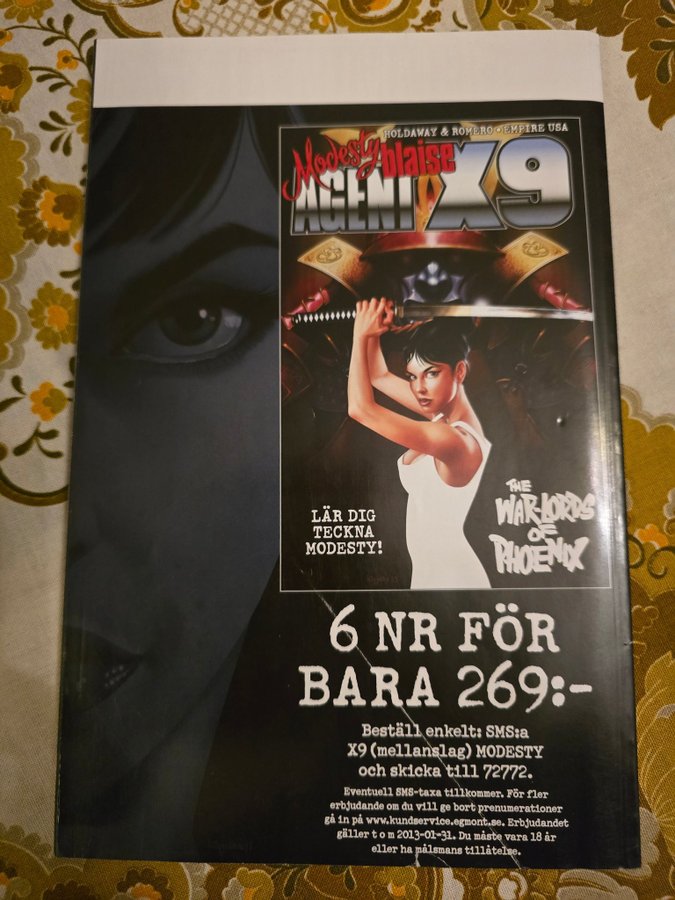 HOLDAWAY & ROMERO • EMPIRE USA
Modesty blaise
AGENT X9
LÄR DIG
TECKNA
MODESTY!
THE
WAR-LORDS
OF
PHOENIX
6 NR FÖR
BARA 269:-
Beställ enkelt: SMS:a
X9 (mellanslag) MODESTY
och skicka till 72772.
Eventuell SMS-taxa tillkommer. För fler
erbjudande om du vill ge bort prenumerationer
gå in på www.kundservice.egmont.se. Erbjudandet
gäller t o m 2013-01-31. Du måste vara 18 år
eller ha målsmans tillåtelse.